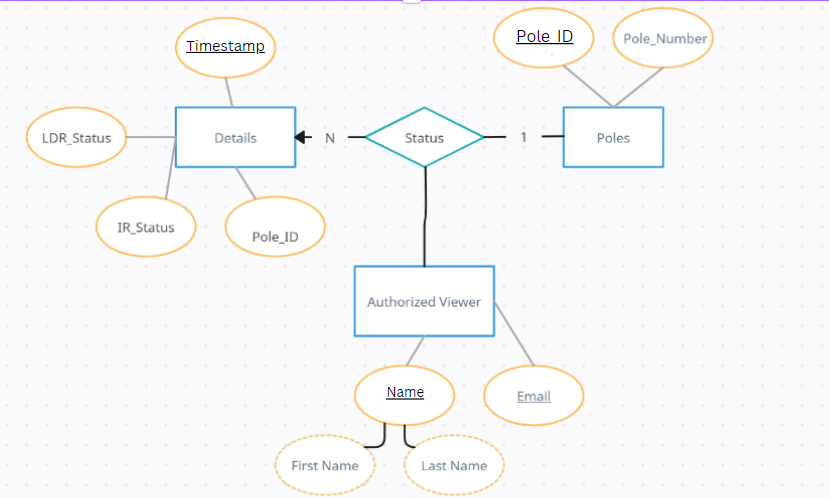 Timestamp
Pole_ID
Pole_Number
LDR_Status
Details
N
Status
1
Poles
IR_Status
Pole_ID
Authorized Viewer
Name
Email
First Name
Last Name